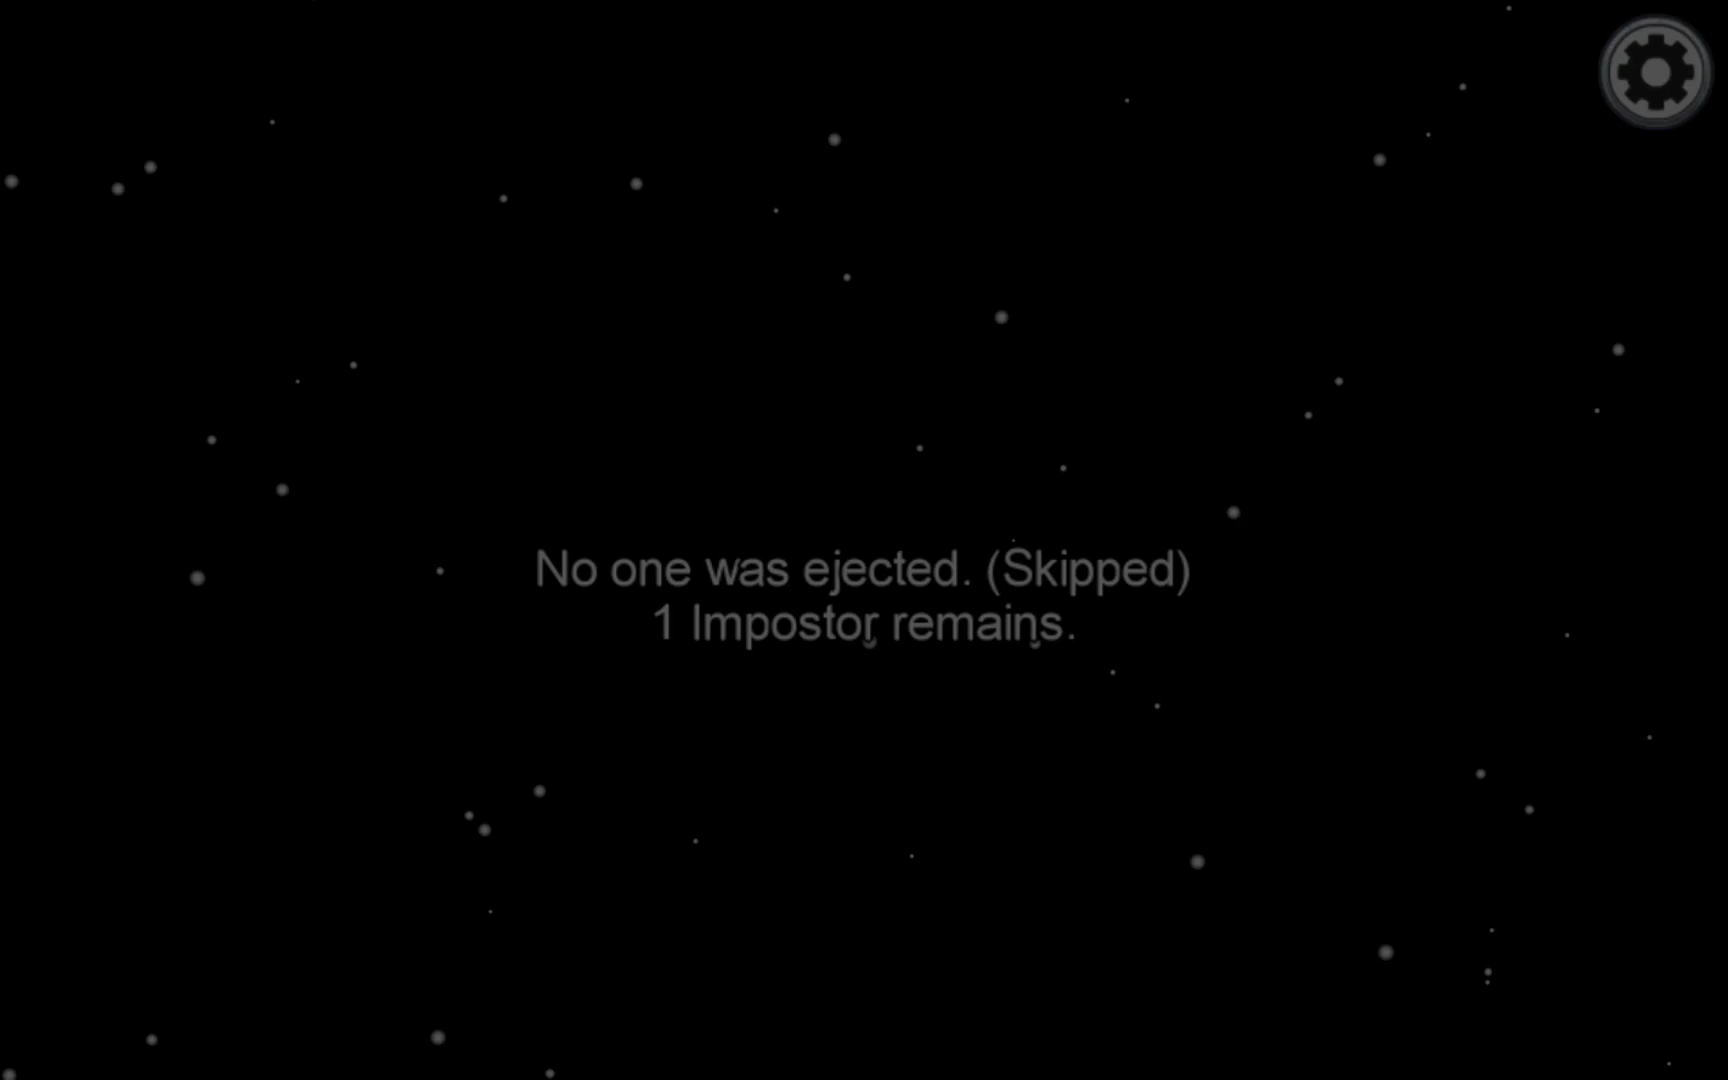 No one was ejected. (Skipped)
1 Impostor remains.